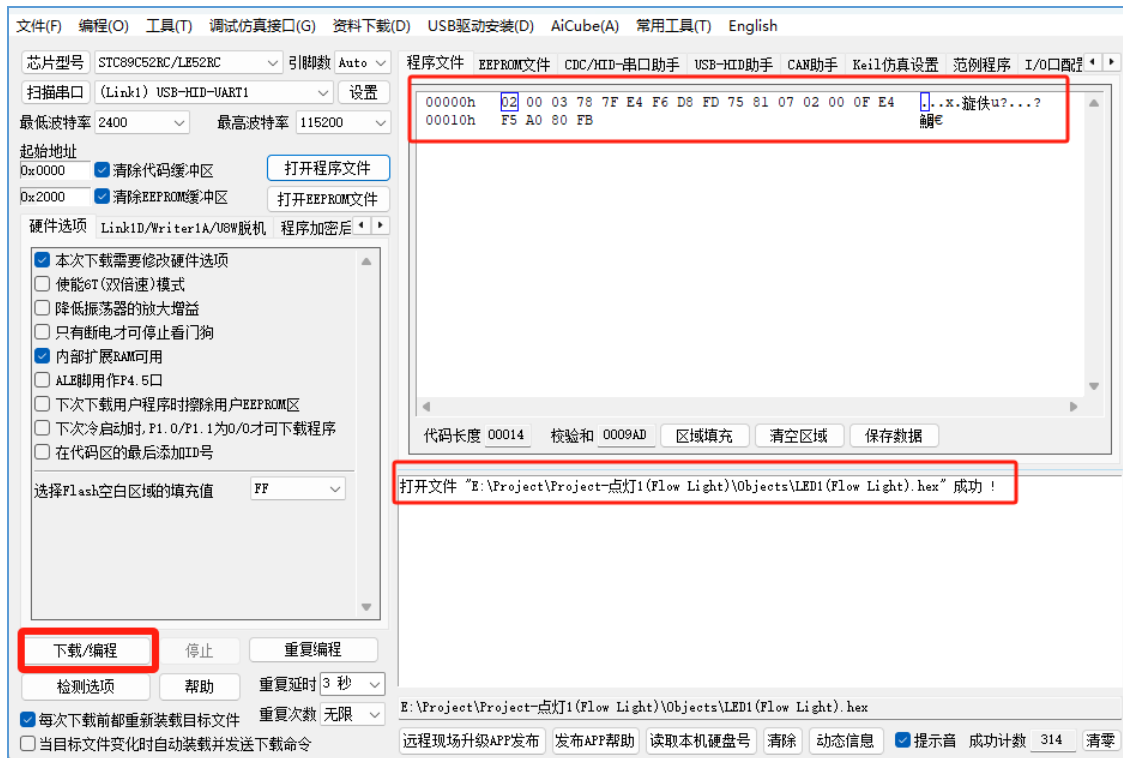 文件(F) 编程(O) 工具(T) 调试仿真接口(G) 资料下载(D) USB驱动安装(D) AiCube(A) 常用工具(T) English
芯片型号 STC89C52RC/LE52RC 引脚数 Auto
扫描串口 (Link1) USB-HID-UART1 设置
最低波特率 2400 最高波特率 115200
起始地址
0x0000 清除代码缓冲区 打开程序文件
0x2000 清除EEPROM缓冲区 打开EEPROM文件
硬件选项 Link1D/Writer1A/U8W脱机 程序加密后
本次下载需要修改硬件选项
使能6T(双倍速)模式
降低振荡器的放大增益
只有断电才可停止看门狗
内部扩展RAM可用
ALE脚用作P4.5口
下次下载用户程序时擦除用户EEPROM区
下次冷启动时,P1.0/P1.1为0/0才可下载程序
在代码区的最后添加ID号
选择Flash空白区域的填充值 FF
下载/编程 停止 重复编程
检测选项 帮助 重复延时 3 秒
每次下载前都重新装载目标文件 重复次数 无限
当目标文件变化时自动装载并发送下载命令
程序文件 EEPROM文件 CDC/HID-串口助手 USB-HID助手 CAN助手 Keil仿真设置 范例程序 I/O口配
00000h 02 00 03 78 7F E4 F6 D8 FD 75 81 07 02 00 0F E4 ...x.旋侠u?...?
00010h F5 A0 80 FB €
代码长度 00014 校验和 0009AD 区域填充 清空区域 保存数据
打开文件 "E:\Project\Project-点灯1(Flow Light)\Objects\LED1(Flow Light).hex" 成功 !
E:\Project\Project-点灯1(Flow Light)\Objects\LED1(Flow Light).hex
远程现场升级APP发布 发布APP帮助 读取本机硬盘号 清除 动态信息 提示音 成功计数 314 清零